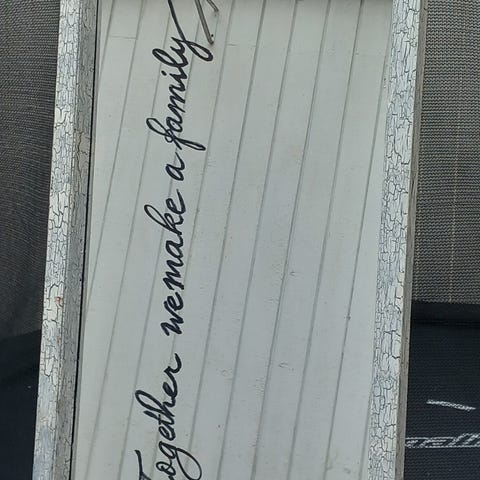 Together we make a family